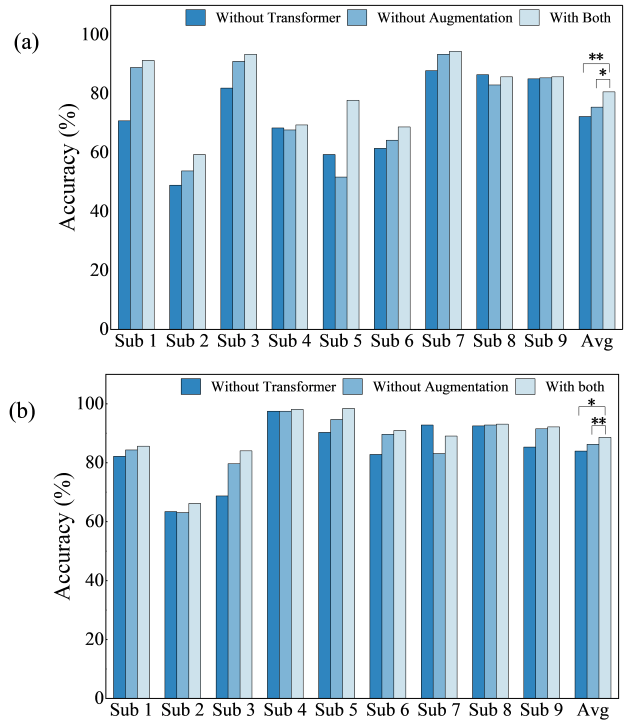 (a)
Without Transformer Without Augmentation With Both
Accuracy (%)
100
80
60
40
20
0
** 
*
Sub 1 Sub 2 Sub 3 Sub 4 Sub 5 Sub 6 Sub 7 Sub 8 Sub 9 Avg
(b)
Without Transformer Without Augmentation With both
Accuracy (%)
100
80
60
40
20
0
*
**
Sub 1 Sub 2 Sub 3 Sub 4 Sub 5 Sub 6 Sub 7 Sub 8 Sub 9 Avg